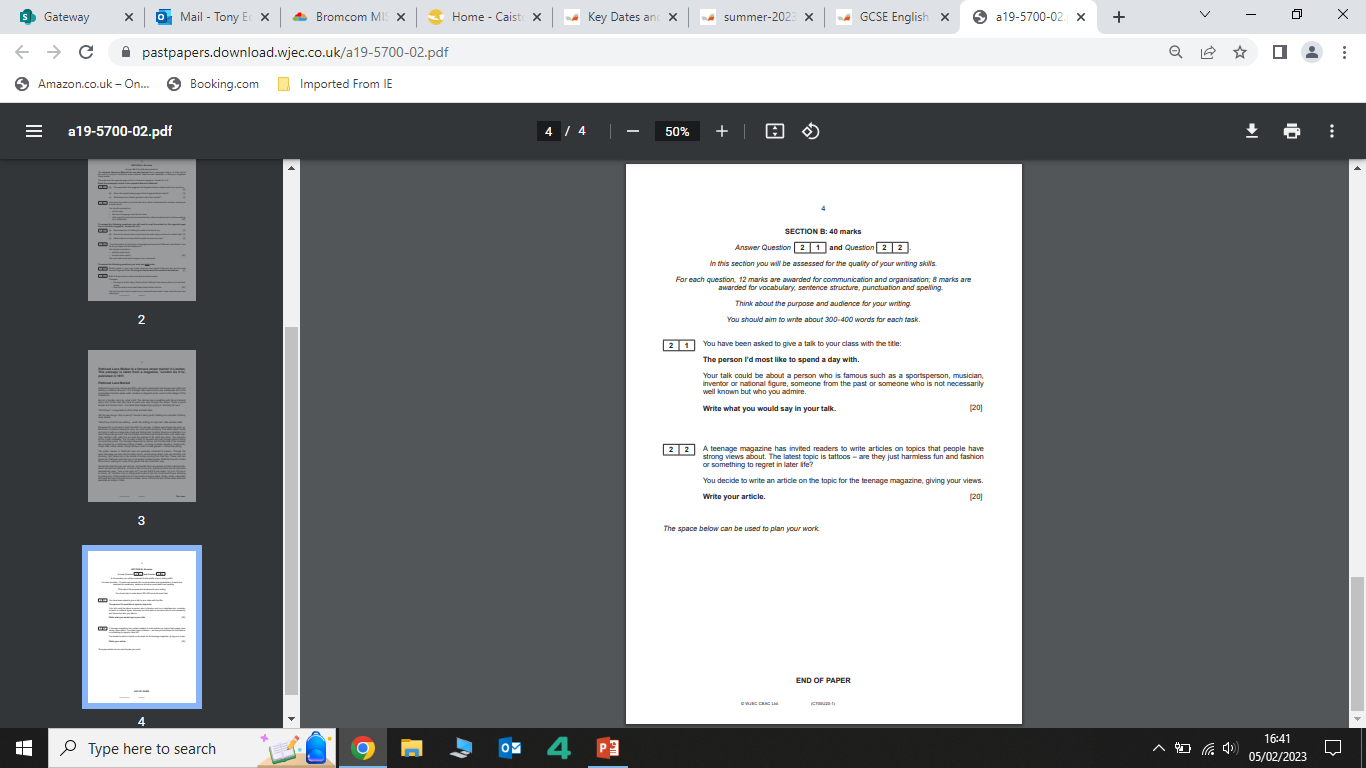 Gateway
Mail - Tony E
Bromcom MI
Home - Caist
Key Dates an
summer-2023
GCSE English
a19-5700-02.
pastpapers.download.wjec.co.uk/a19-5700-02.pdf
Amazon.co.uk – On...
Booking.com
Imported From IE
a19-5700-02.pdf
4 / 4
50%
2
3
4
4
SECTION B: 40 marks
Answer Question 2 1 and Question 2 2 .
In this section you will be assessed for the quality of your writing skills.
For each question, 12 marks are awarded for communication and organisation; 8 marks are
awarded for vocabulary, sentence structure, punctuation and spelling.
Think about the purpose and audience for your writing.
You should aim to write about 300-400 words for each task.
2 1 You have been asked to give a talk to your class with the title:
The person I'd most like to spend a day with.
Your talk could be about a person who is famous such as a sportsperson, musician,
inventor or national figure, someone from the past or someone who is not necessarily
well known but who you admire.
Write what you would say in your talk. [20]
2 2 A teenage magazine has invited readers to write articles on topics that people have
strong views about. The latest topic is tattoos – are they just harmless fun and fashion
or something to regret in later life?
You decide to write an article on the topic for the teenage magazine, giving your views.
Write your article. [20]
The space below can be used to plan your work.
END OF PAPER
© WJEC CBAC Ltd. (C700U20-1)
Type here to search
16:41
05/02/2023